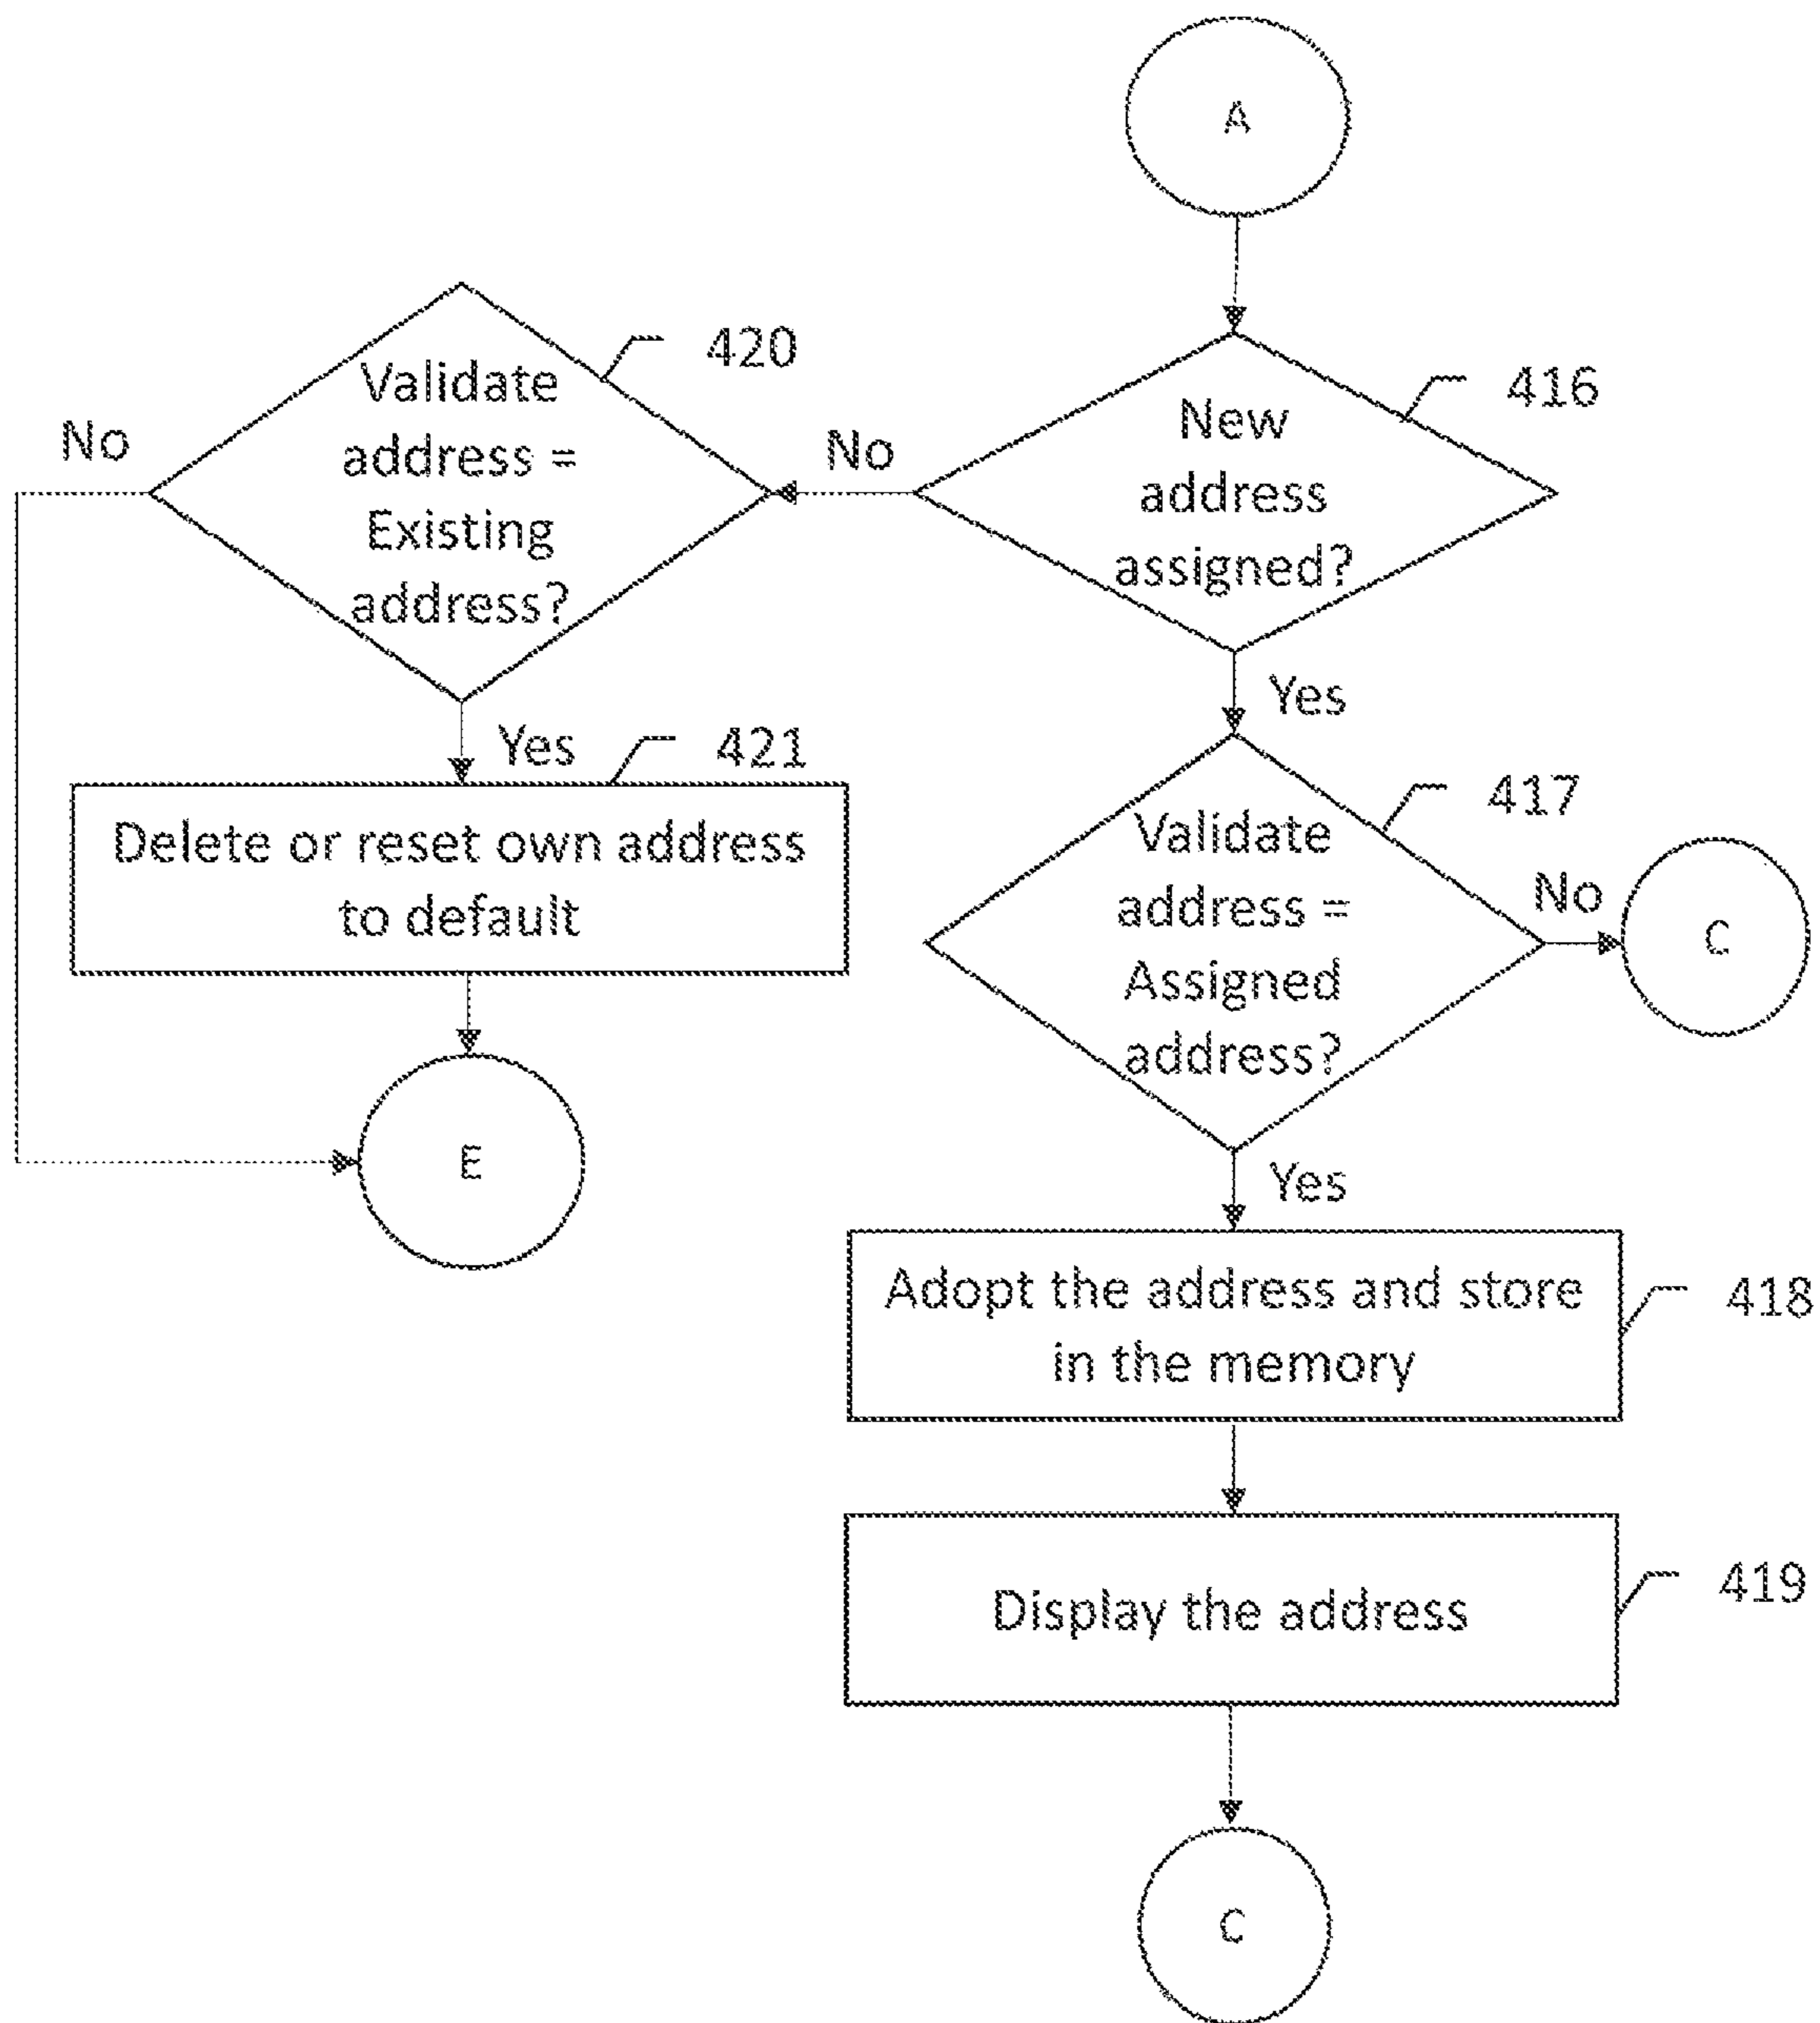 A
New
address
assigned?
416
No
Yes
Validate
address =
Existing
address?
420
No
Yes
Delete or reset own address
to default
421
E
Validate
address =
Assigned
address?
417
No
C
Yes
Adopt the address and store
in the memory
418
Display the address
419
C